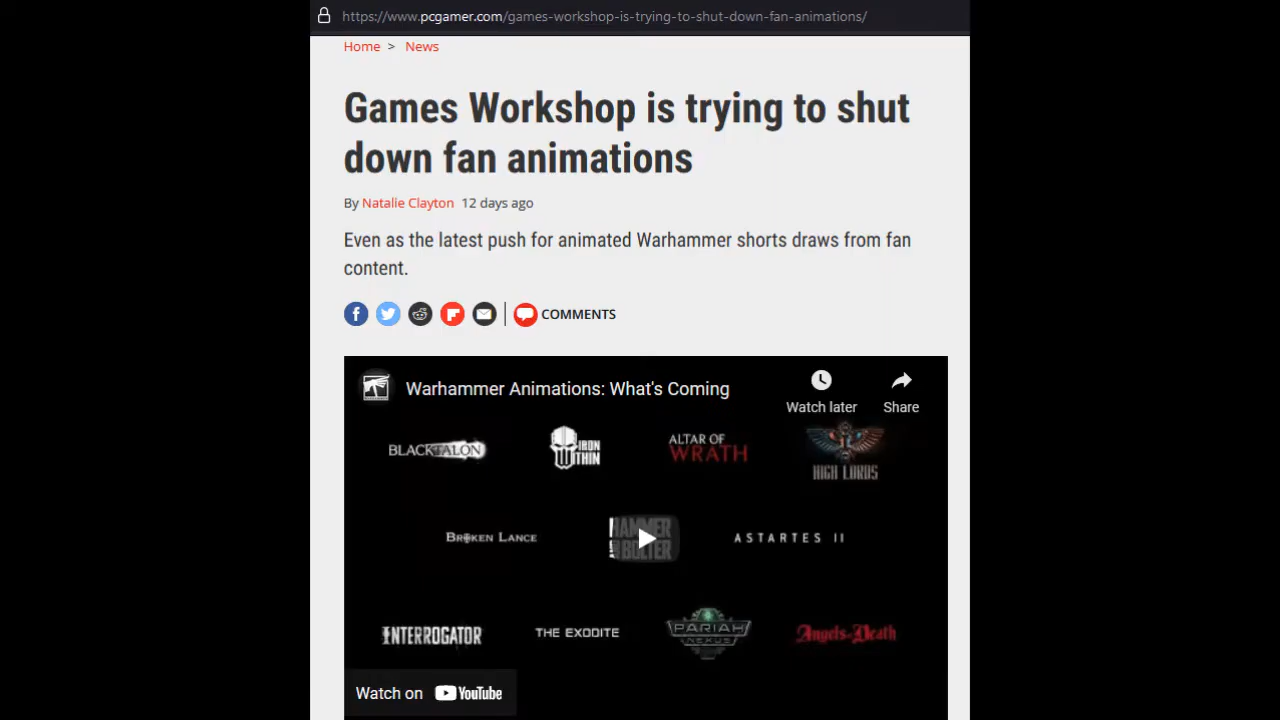 https://www.pcgamer.com/games-workshop-is-trying-to-shut-down-fan-animations/
Home > News
Games Workshop is trying to shut
down fan animations
By Natalie Clayton 12 days ago
Even as the latest push for animated Warhammer shorts draws from fan
content.
COMMENTS
Warhammer Animations: What's Coming
Watch later
Share
BLACKTALON
IRON
WITHIN
ALTAR OF
WRATH
HIGH LORDS
BROKEN LANCE
HAMMER
AND BOLTER
ASTARTES II
INTERROGATOR
THE EXODITE
PARIAH
NEXUS
Angels of Death
Watch on YouTube